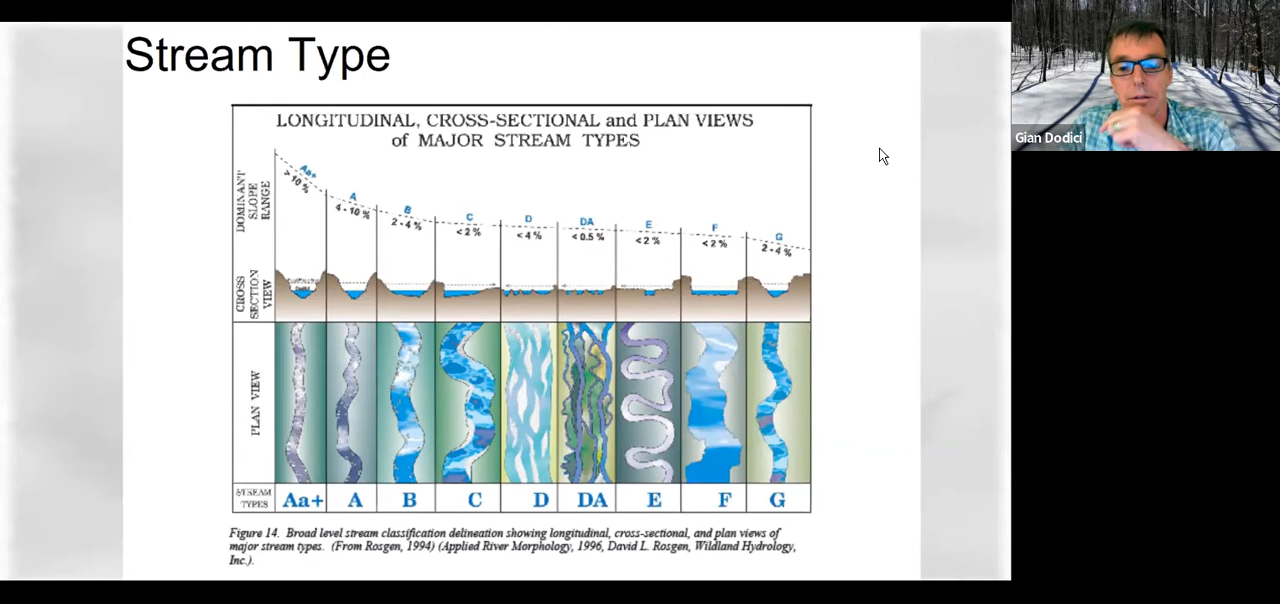 Stream Type
Gian Dodici
LONGITUDINAL, CROSS-SECTIONAL and PLAN VIEWS
of MAJOR STREAM TYPES
DOMINANT
SLOPE
RANGE
Aa+
>10 %
A
4 - 10 %
B
2 - 4 %
C
< 2 %
D
< 4 %
DA
< 0.5 %
E
< 2 %
F
< 2 %
G
2 - 4 %
CROSS
SECTION
VIEW
PLAN VIEW
STREAM
TYPES
Aa+ A B C D DA E F G
Figure 14. Broad level stream classification delineation showing longitudinal, cross-sectional, and plan views of
major stream types. (From Rosgen, 1994) (Applied River Morphology, 1996, David L. Rosgen, Wildland Hydrology,
Inc.).